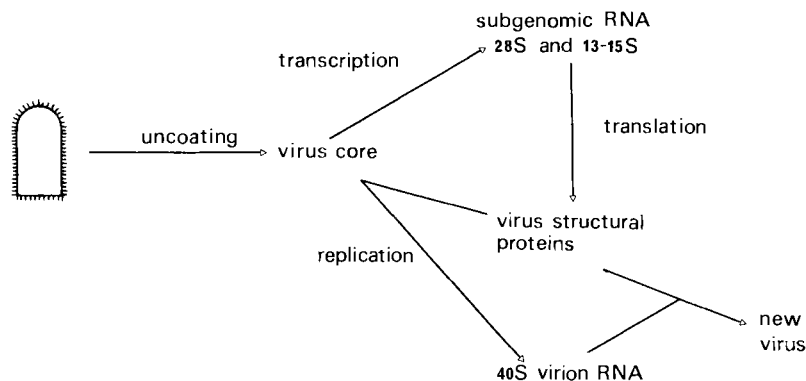 subgenomic RNA
28S and 13-15S
transcription
uncoating
virus core
translation
virus structural
proteins
replication
new
virus
40S virion RNA